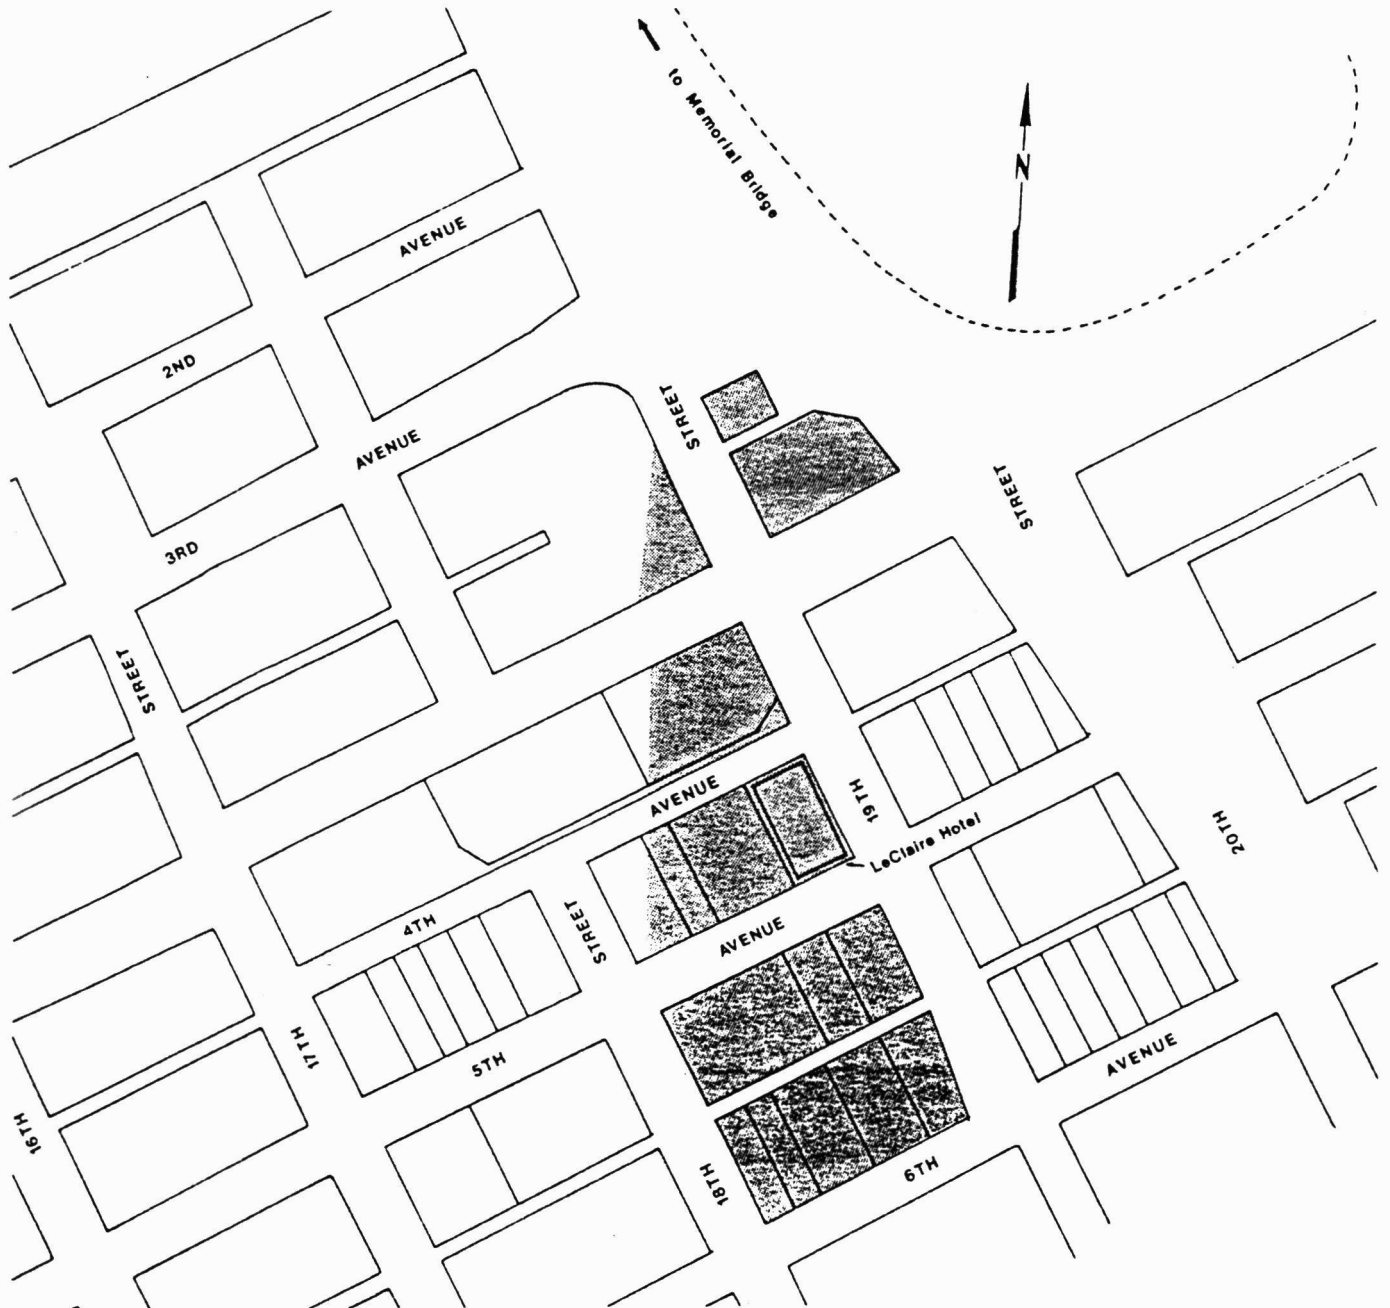 to Memorial Bridge
N
AVENUE
2ND
STREET
AVENUE
STREET
3RD
STREET
AVENUE
19TH
LeClaire Hotel
20TH
4TH
STREET
AVENUE
17TH
5TH
AVENUE
16TH
18TH
6TH